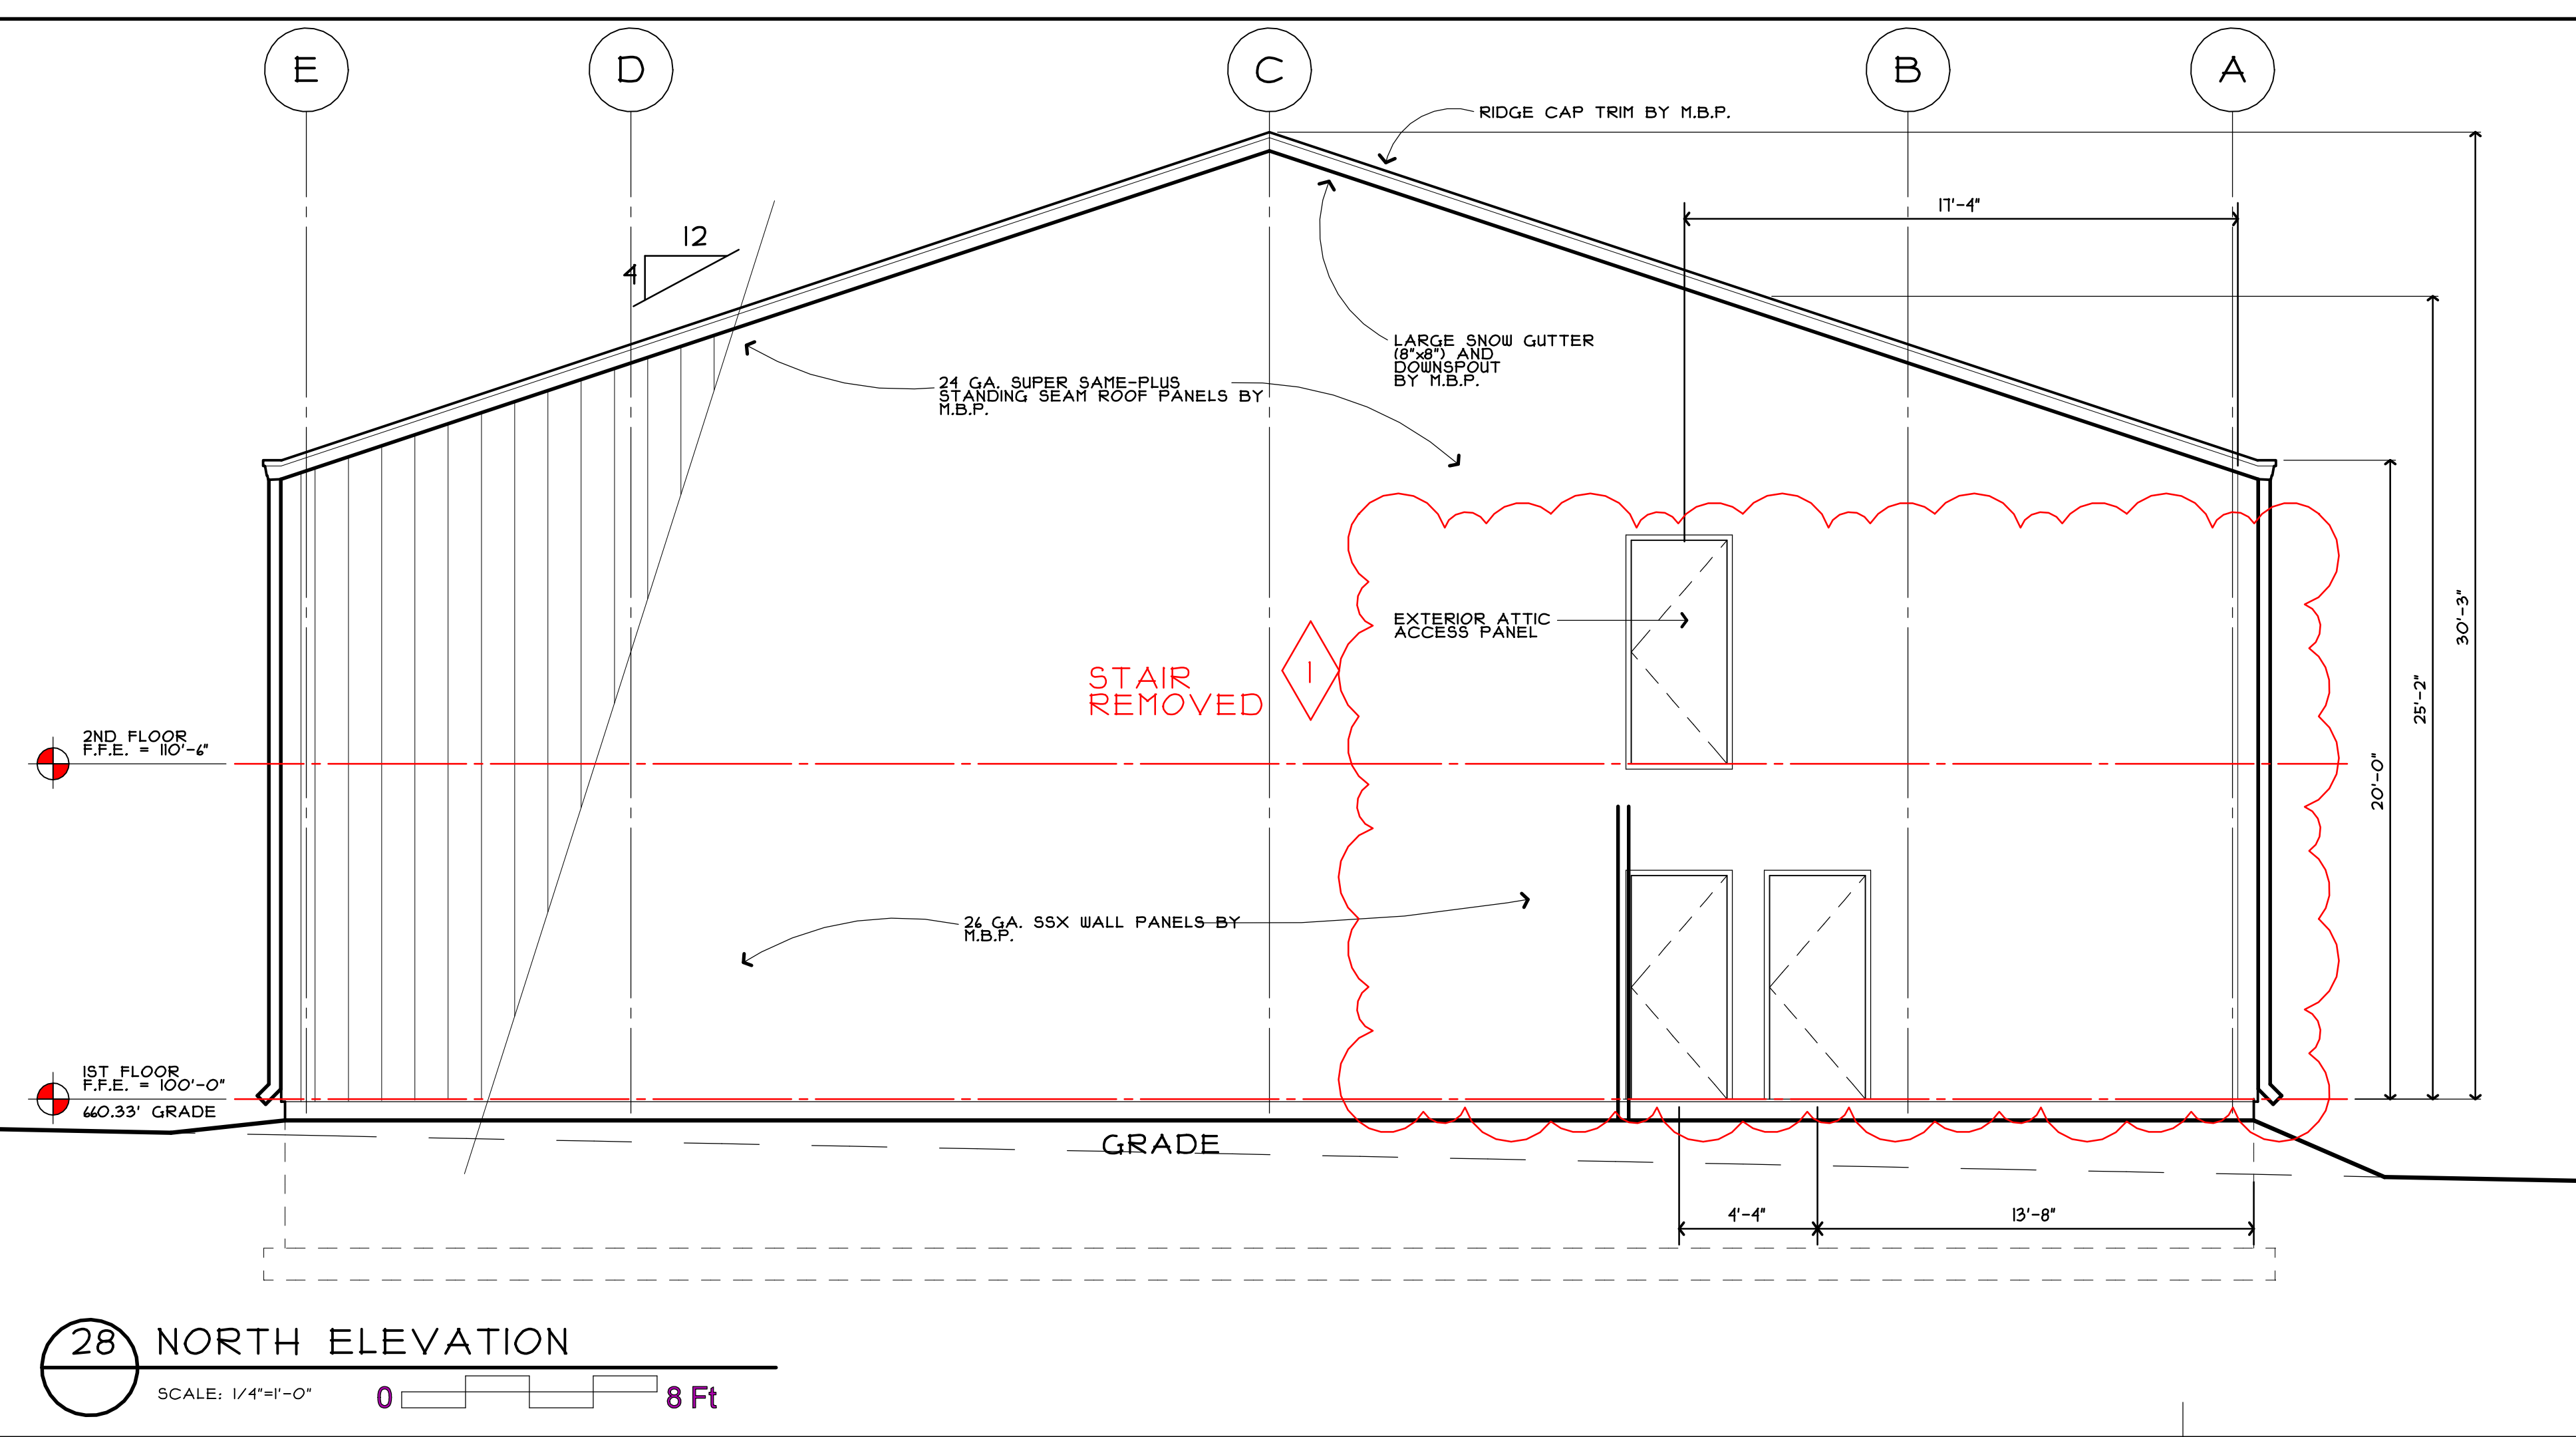 E
D
C
B
A
RIDGE CAP TRIM BY M.B.P.
17'-4"
12
4
LARGE SNOW GUTTER
(8"x8") AND
DOWNSPOUT
BY M.B.P.
24 GA. SUPER SAME-PLUS
STANDING SEAM ROOF PANELS BY
M.B.P.
EXTERIOR ATTIC
ACCESS PANEL
30'-3"
25'-2"
20'-0"
STAIR
REMOVED
1
2ND FLOOR
F.F.E. = 110'-6"
26 GA. SSX WALL PANELS BY
M.B.P.
1ST FLOOR
F.F.E. = 100'-0"
660.33' GRADE
GRADE
4'-4"
13'-8"
28
NORTH ELEVATION
SCALE: 1/4"=1'-0"
0
8 Ft